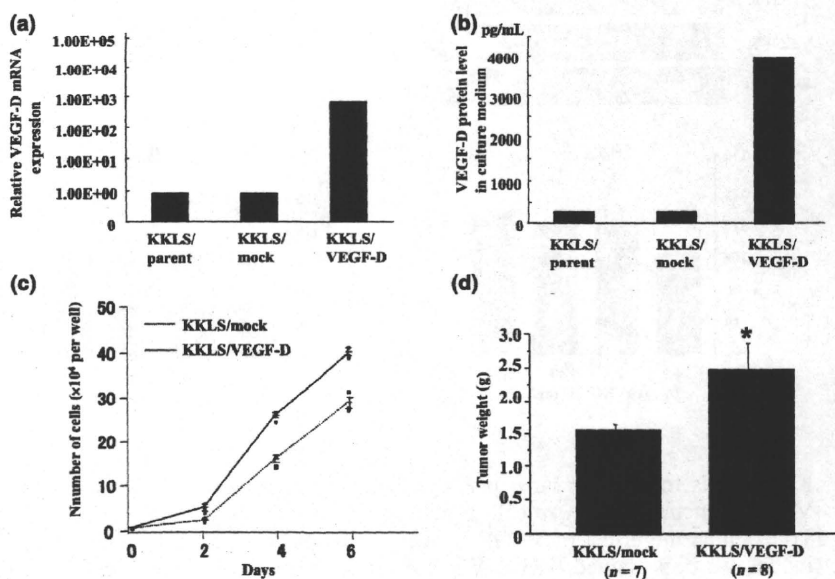 (a)
Relative VEGF-D mRNA
expression
1.00E+05
1.00E+04
1.00E+03
1.00E+02
1.00E+01
1.00E+00
0
KKLS/
parent
KKLS/
mock
KKLS/
VEGF-D
(b)
pg/mL
VEGF-D protein level
in culture medium
4000
3000
2000
1000
0
KKLS/
parent
KKLS/
mock
KKLS/
VEGF-D
(c)
Nnumber of cells (×10⁴ per well)
50
40
30
20
10
0
KKLS/mock
KKLS/VEGF-D
0
2
4
6
Days
(d)
Tumor weight (g)
3.0
2.5
2.0
1.5
1.0
0.5
0
*
KKLS/mock
(n = 7)
KKLS/VEGF-D
(n = 8)